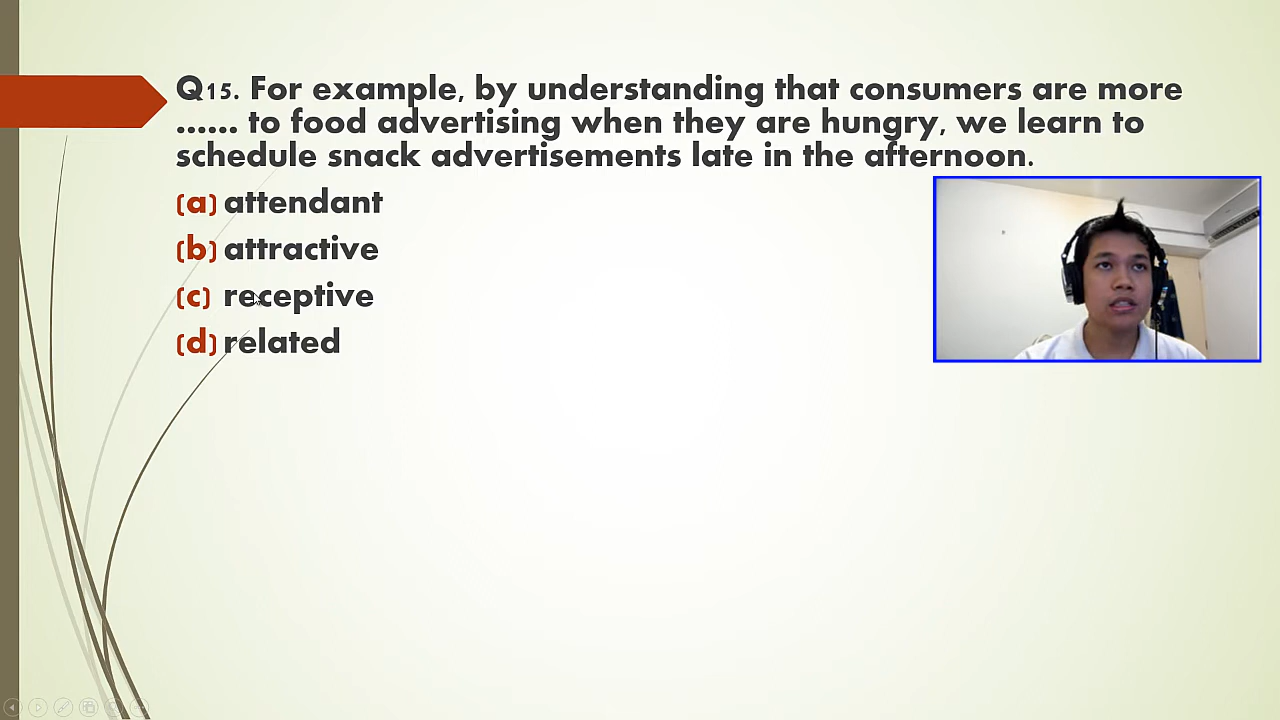 Q15. For example, by understanding that consumers are more
...... to food advertising when they are hungry, we learn to
schedule snack advertisements late in the afternoon.
(a) attendant
(b) attractive
(c) receptive
(d) related